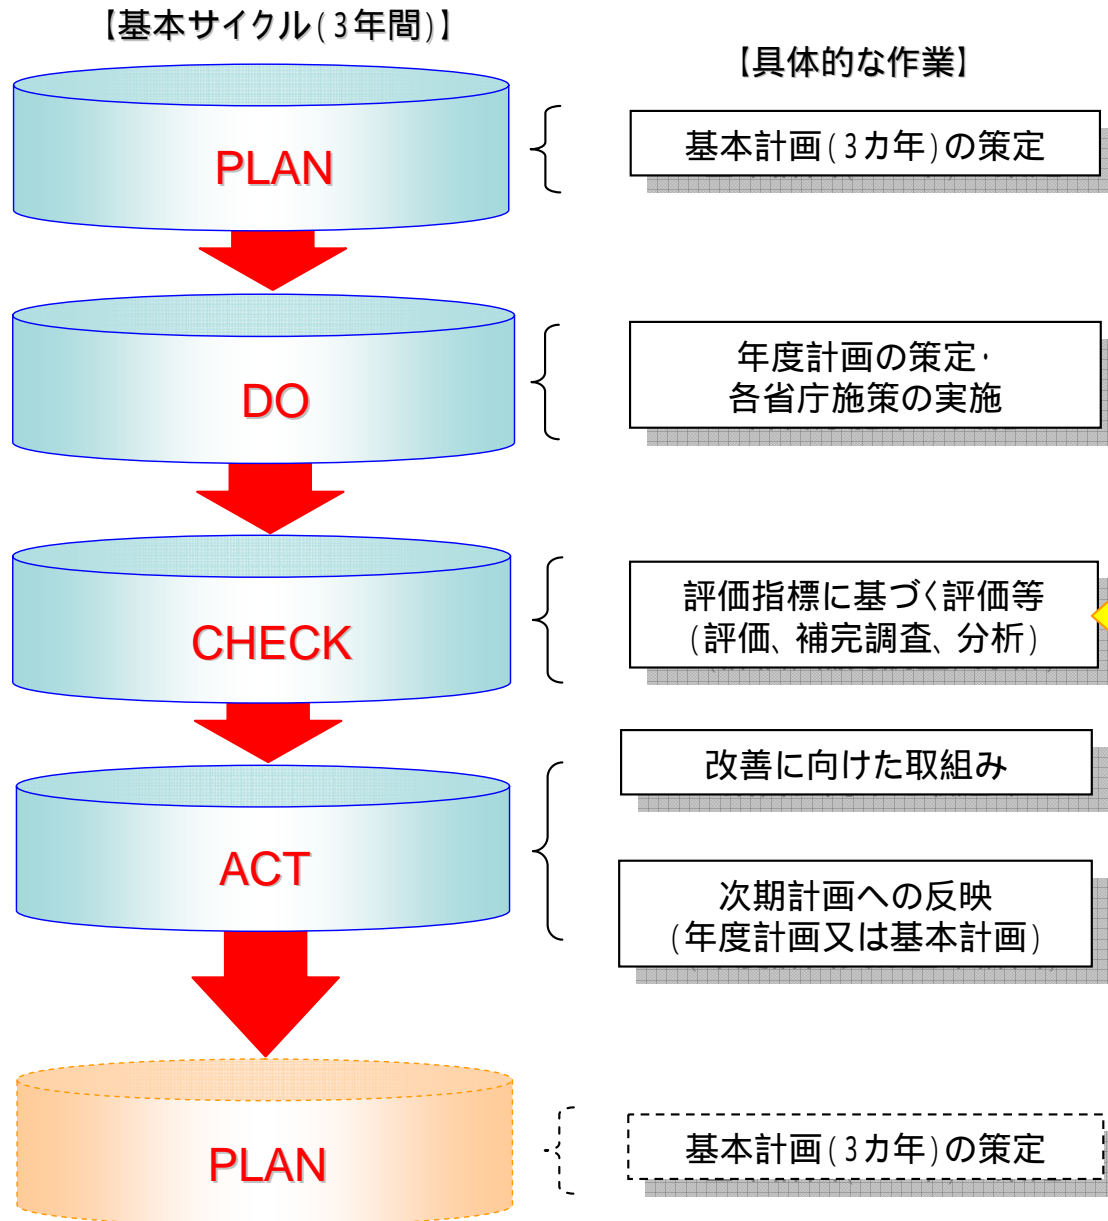 【基本サイクル(3年間)】
【具体的な作業】
PLAN
基本計画(3カ年)の策定
DO
年度計画の策定・
各省庁施策の実施
CHECK
評価指標に基づく評価等
(評価、補完調査、分析)
ACT
改善に向けた取組み
次期計画への反映
(年度計画又は基本計画)
PLAN
基本計画(3カ年)の策定